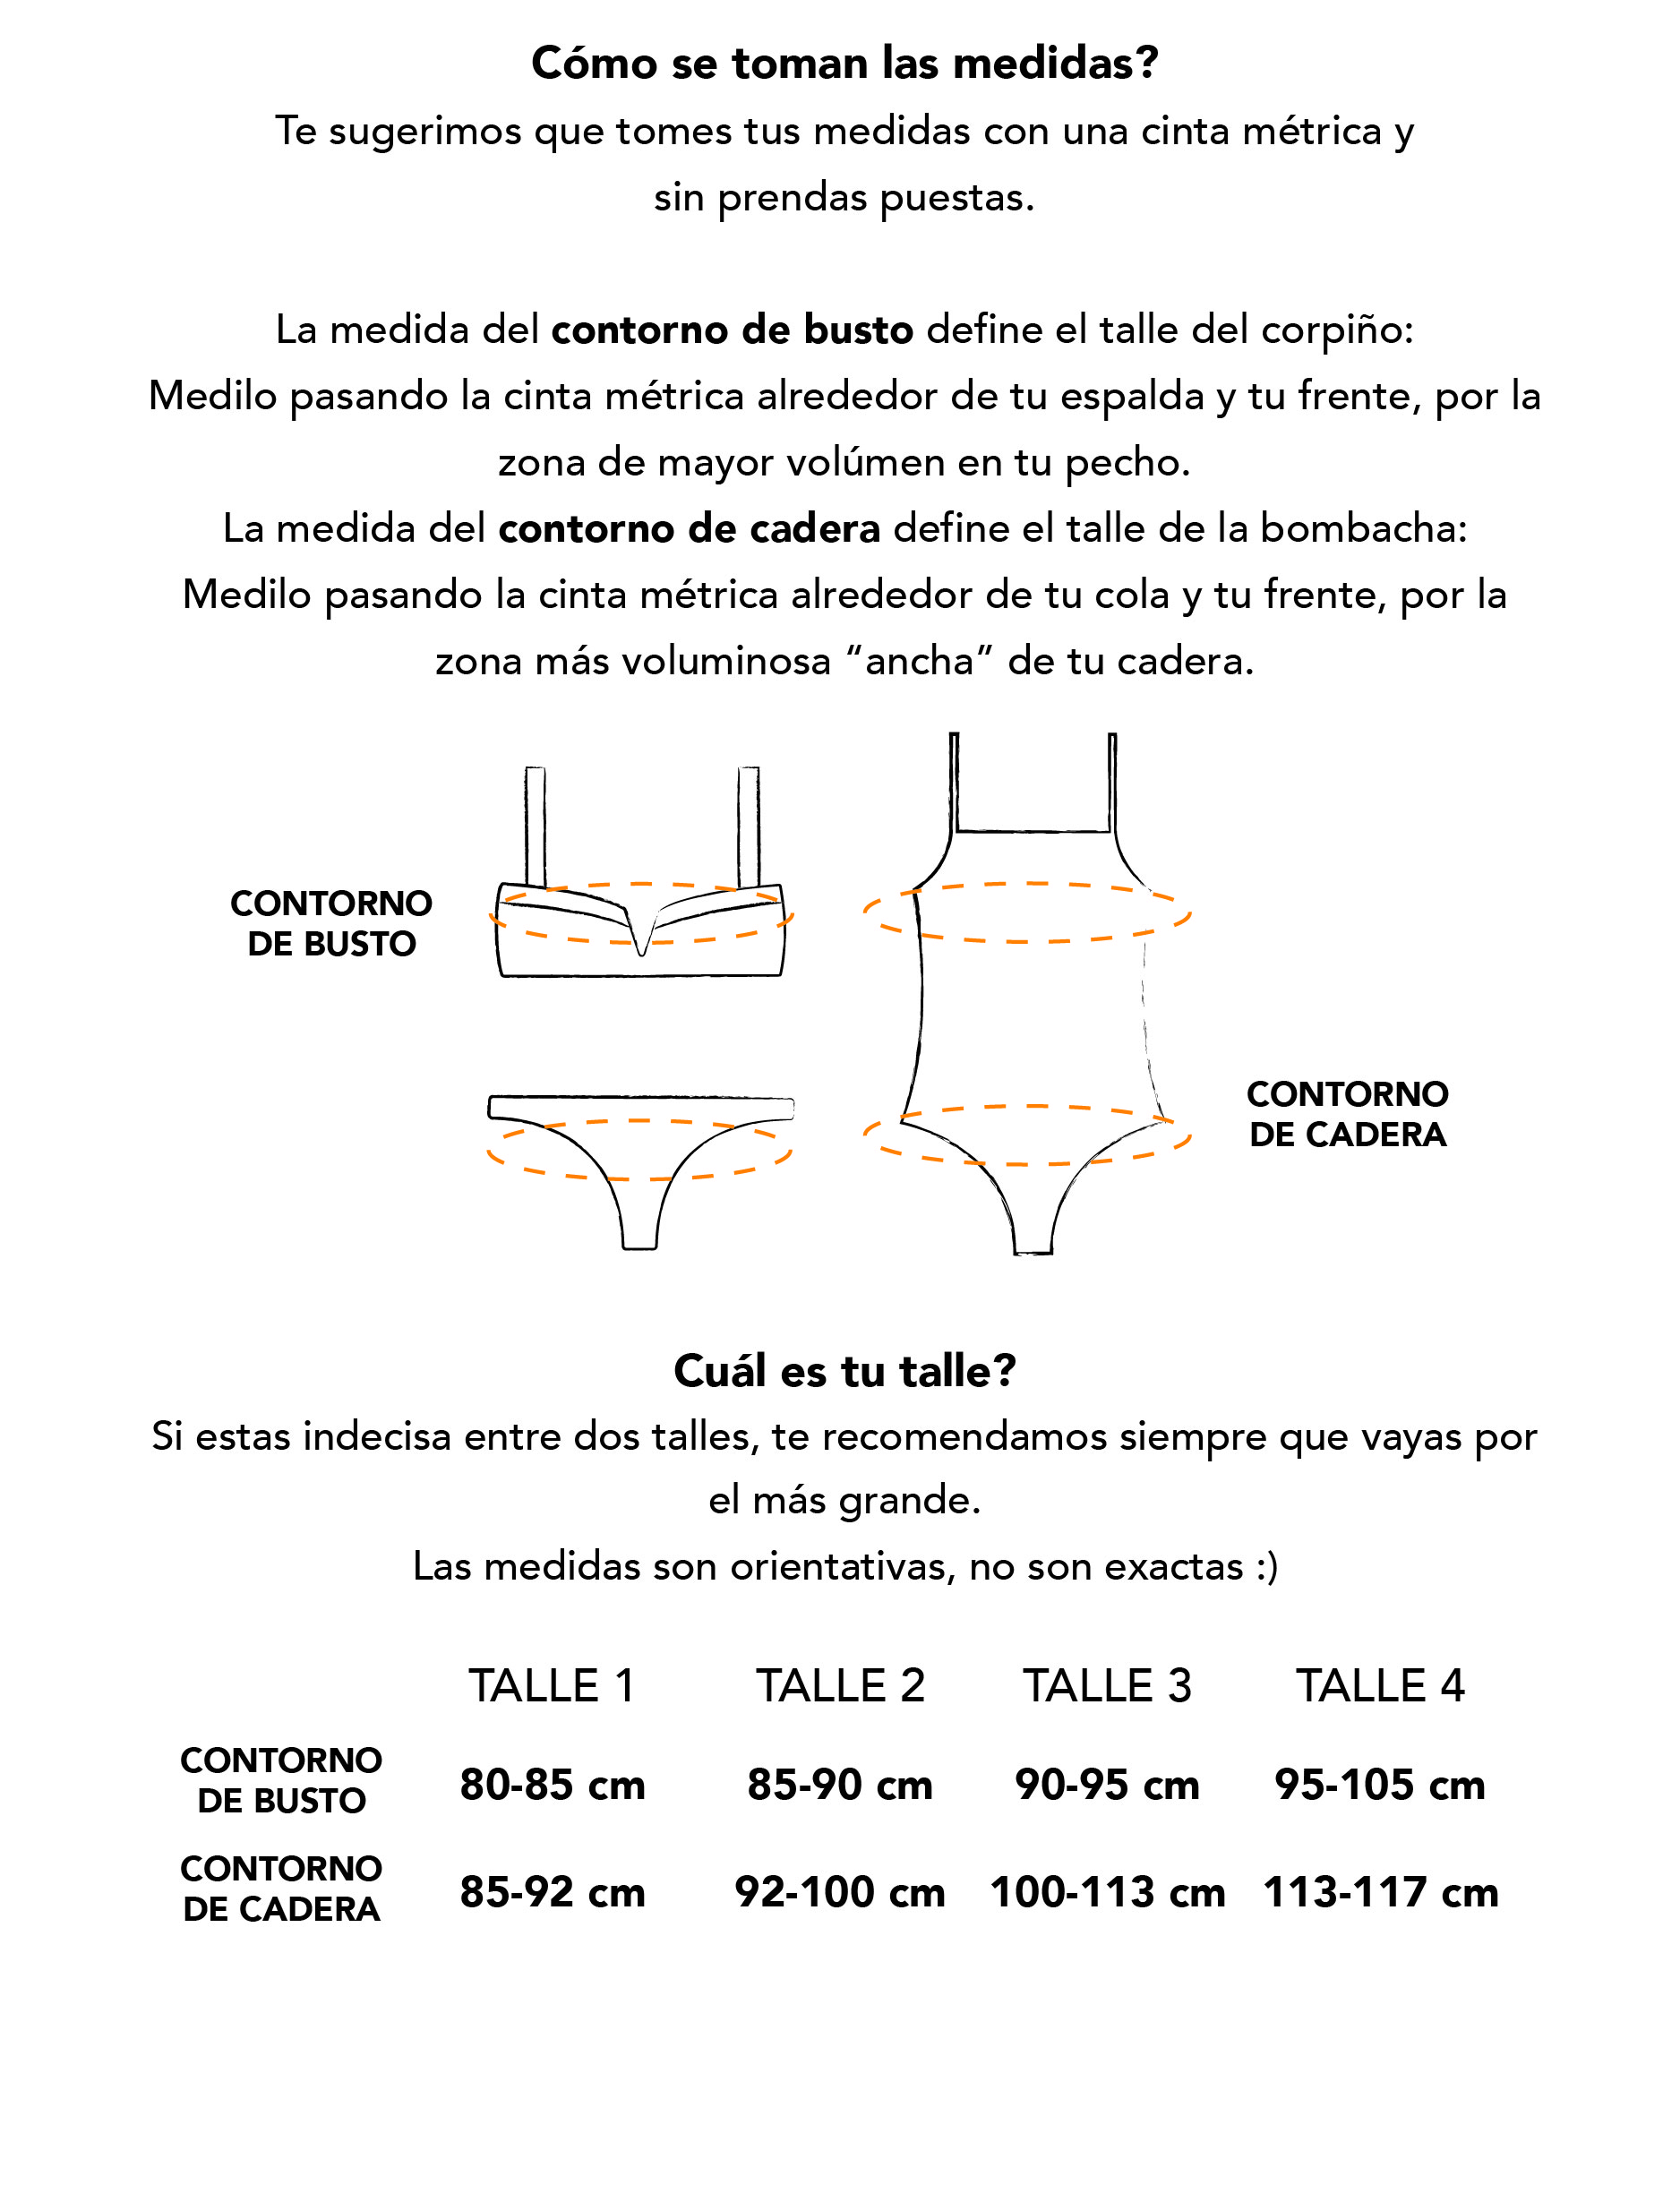 Cómo se toman las medidas?
Te sugerimos que tomes tus medidas con una cinta métrica y
sin prendas puestas.
La medida del contorno de busto define el talle del corpiño:
Medilo pasando la cinta métrica alrededor de tu espalda y tu frente, por la
zona de mayor volúmen en tu pecho.
La medida del contorno de cadera define el talle de la bombacha:
Medilo pasando la cinta métrica alrededor de tu cola y tu frente, por la
zona más voluminosa “ancha” de tu cadera.
CONTORNO
DE BUSTO
CONTORNO
DE CADERA
Cuál es tu talle?
Si estas indecisa entre dos talles, te recomendamos siempre que vayas por
el más grande.
Las medidas son orientativas, no son exactas :)
TALLE 1 TALLE 2 TALLE 3 TALLE 4
CONTORNO
DE BUSTO
80-85 cm 85-90 cm 90-95 cm 95-105 cm
CONTORNO
DE CADERA
85-92 cm 92-100 cm 100-113 cm 113-117 cm